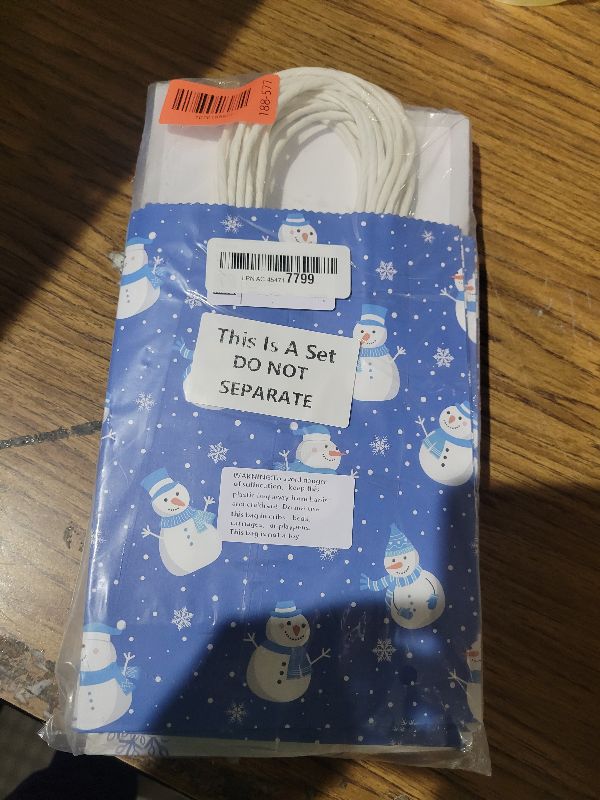 188-577
7799
This Is A Set
DO NOT
SEPARATE
WARNING: To avoid danger
of suffocation, keep this
plastic bag away from babies
and children. Do not use
this bag in cribs, beds,
carriages, or playpens.
This bag is not a toy.